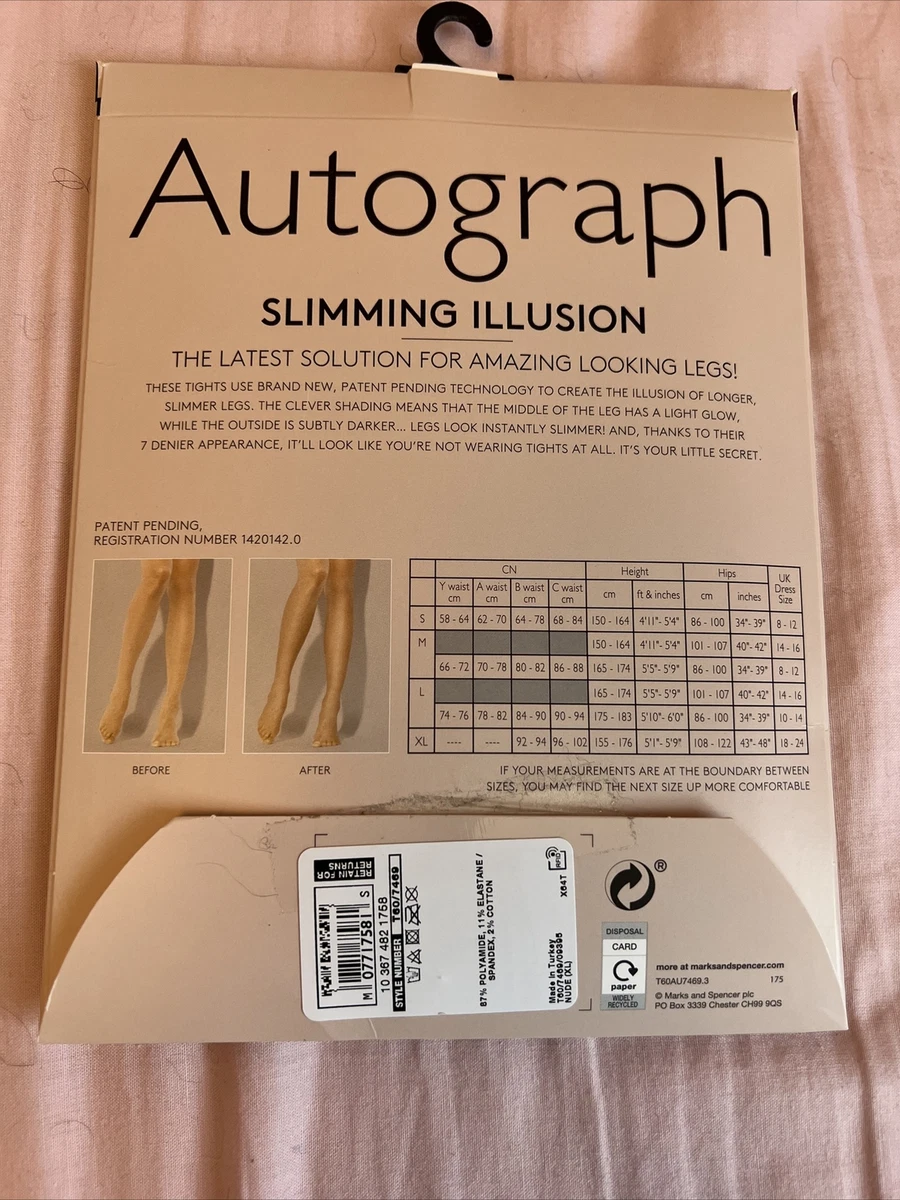 Autograph
SLIMMING ILLUSION
THE LATEST SOLUTION FOR AMAZING LOOKING LEGS!
THESE TIGHTS USE BRAND NEW, PATENT PENDING TECHNOLOGY TO CREATE THE ILLUSION OF LONGER,
SLIMMER LEGS. THE CLEVER SHADING MEANS THAT THE MIDDLE OF THE LEG HAS A LIGHT GLOW,
WHILE THE OUTSIDE IS SUBTLY DARKER... LEGS LOOK INSTANTLY SLIMMER! AND, THANKS TO THEIR
7 DENIER APPEARANCE, IT'LL LOOK LIKE YOU'RE NOT WEARING TIGHTS AT ALL. IT'S YOUR LITTLE SECRET.
PATENT PENDING,
REGISTRATION NUMBER 1420142.0
BEFORE
AFTER
CN Height Hips UK Dress Size
Y waist cm A waist cm B waist cm C waist cm cm ft & inches cm inches
S 58 - 64 62 - 70 64 - 78 68 - 84 150 - 164 4'11"- 5'4" 86 - 100 34"- 39" 8 - 12
M 150 - 164 4'11"- 5'4" 101 - 107 40"- 42" 14 - 16
66 - 72 70 - 78 80 - 82 86 - 88 165 - 174 5'5"- 5'9" 86 - 100 34"- 39" 8 - 12
L 165 - 174 5'5"- 5'9" 101 - 107 40"- 42" 14 - 16
74 - 76 78 - 82 84 - 90 90 - 94 175 - 183 5'10"- 6'0" 86 - 100 34"- 39" 10 - 14
XL ---- ---- 92 - 94 96 - 102 155 - 176 5'1"- 5'9" 108 - 122 43"- 48" 18 - 24
IF YOUR MEASUREMENTS ARE AT THE BOUNDARY BETWEEN
SIZES, YOU MAY FIND THE NEXT SIZE UP MORE COMFORTABLE
RETAIN FOR
RETURNS
M 0771758 S
10 367 482 1758
STYLE NUMBER T60/7469
87% POLYAMIDE, 11% ELASTANE /
SPANDEX, 2% COTTON
RFID
X64T
Made in Turkey
T60/7469/09395
NUDE (XL)
®
DISPOSAL
CARD
paper
WIDELY
RECYCLED
more at marksandspencer.com
T60AU7469.3 175
© Marks and Spencer plc
PO Box 3339 Chester CH99 9QS